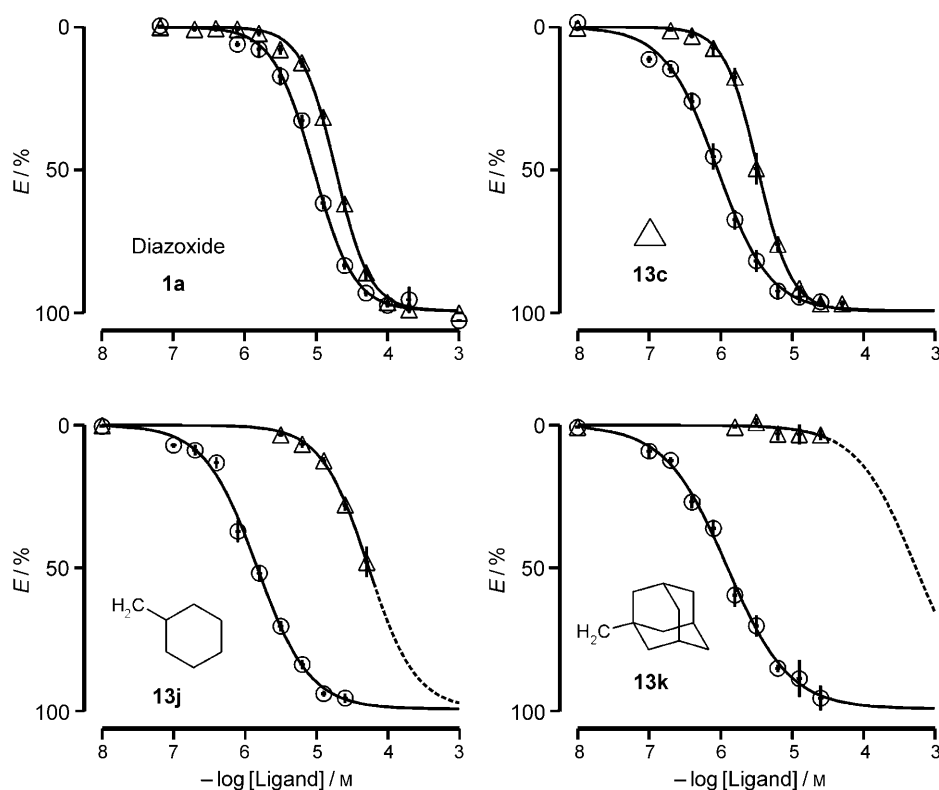 0
50
100
E / %
Diazoxide
1a
8 7 6 5 4 3
0
50
100
E / %
13c
8 7 6 5 4 3
0
50
100
E / %
H2C
13j
8 7 6 5 4 3
– log [Ligand] / M
0
50
100
E / %
H2C
13k
8 7 6 5 4 3
– log [Ligand] / M